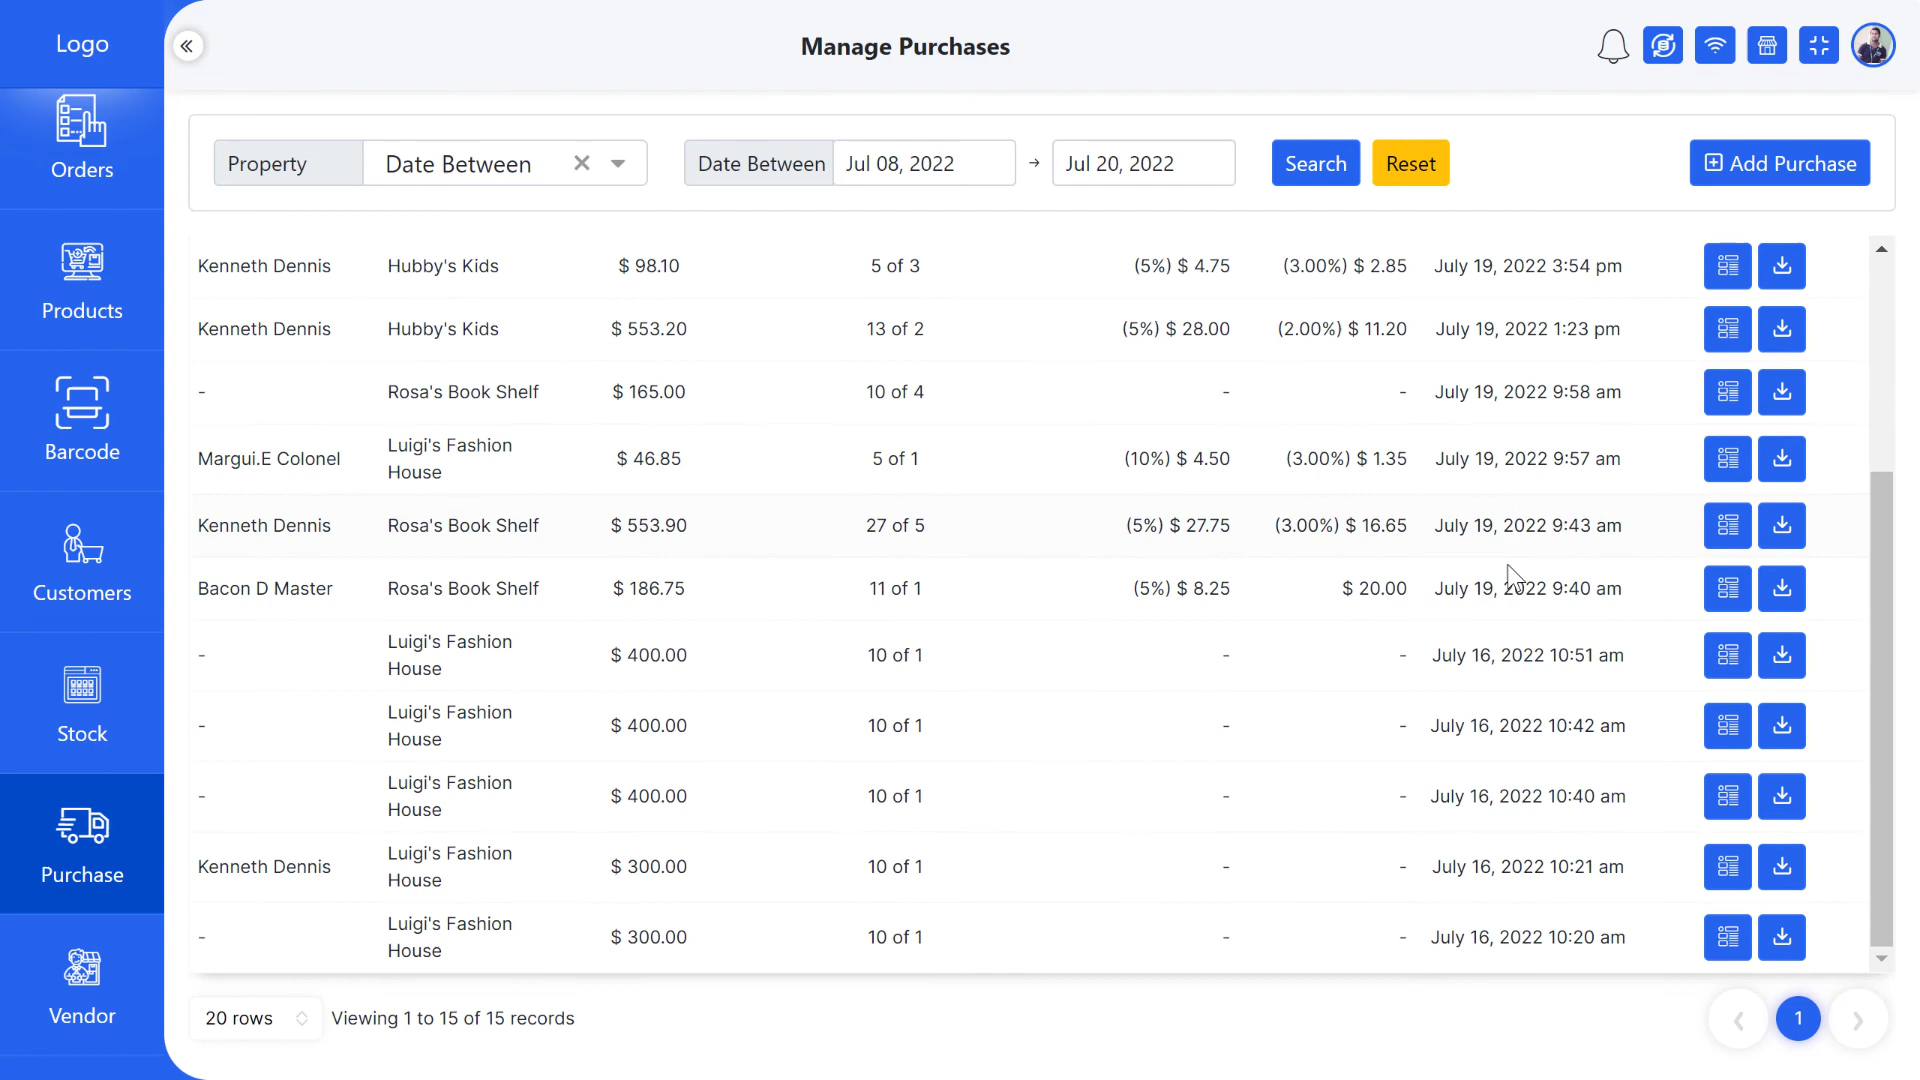 Logo
Manage Purchases
Orders
Products
Barcode
Customers
Stock
Purchase
Vendor
Property Date Between Date Between Jul 08, 2022 → Jul 20, 2022 Search Reset Add Purchase
Kenneth Dennis Hubby's Kids $ 98.10 5 of 3 (5%) $ 4.75 (3.00%) $ 2.85 July 19, 2022 3:54 pm
Kenneth Dennis Hubby's Kids $ 553.20 13 of 2 (5%) $ 28.00 (2.00%) $ 11.20 July 19, 2022 1:23 pm
- Rosa's Book Shelf $ 165.00 10 of 4 - - July 19, 2022 9:58 am
Margui.E Colonel Luigi's Fashion House $ 46.85 5 of 1 (10%) $ 4.50 (3.00%) $ 1.35 July 19, 2022 9:57 am
Kenneth Dennis Rosa's Book Shelf $ 553.90 27 of 5 (5%) $ 27.75 (3.00%) $ 16.65 July 19, 2022 9:43 am
Bacon D Master Rosa's Book Shelf $ 186.75 11 of 1 (5%) $ 8.25 $ 20.00 July 19, 2022 9:40 am
- Luigi's Fashion House $ 400.00 10 of 1 - - July 16, 2022 10:51 am
- Luigi's Fashion House $ 400.00 10 of 1 - - July 16, 2022 10:42 am
- Luigi's Fashion House $ 400.00 10 of 1 - - July 16, 2022 10:40 am
Kenneth Dennis Luigi's Fashion House $ 300.00 10 of 1 - - July 16, 2022 10:21 am
- Luigi's Fashion House $ 300.00 10 of 1 - - July 16, 2022 10:20 am
20 rows Viewing 1 to 15 of 15 records 1